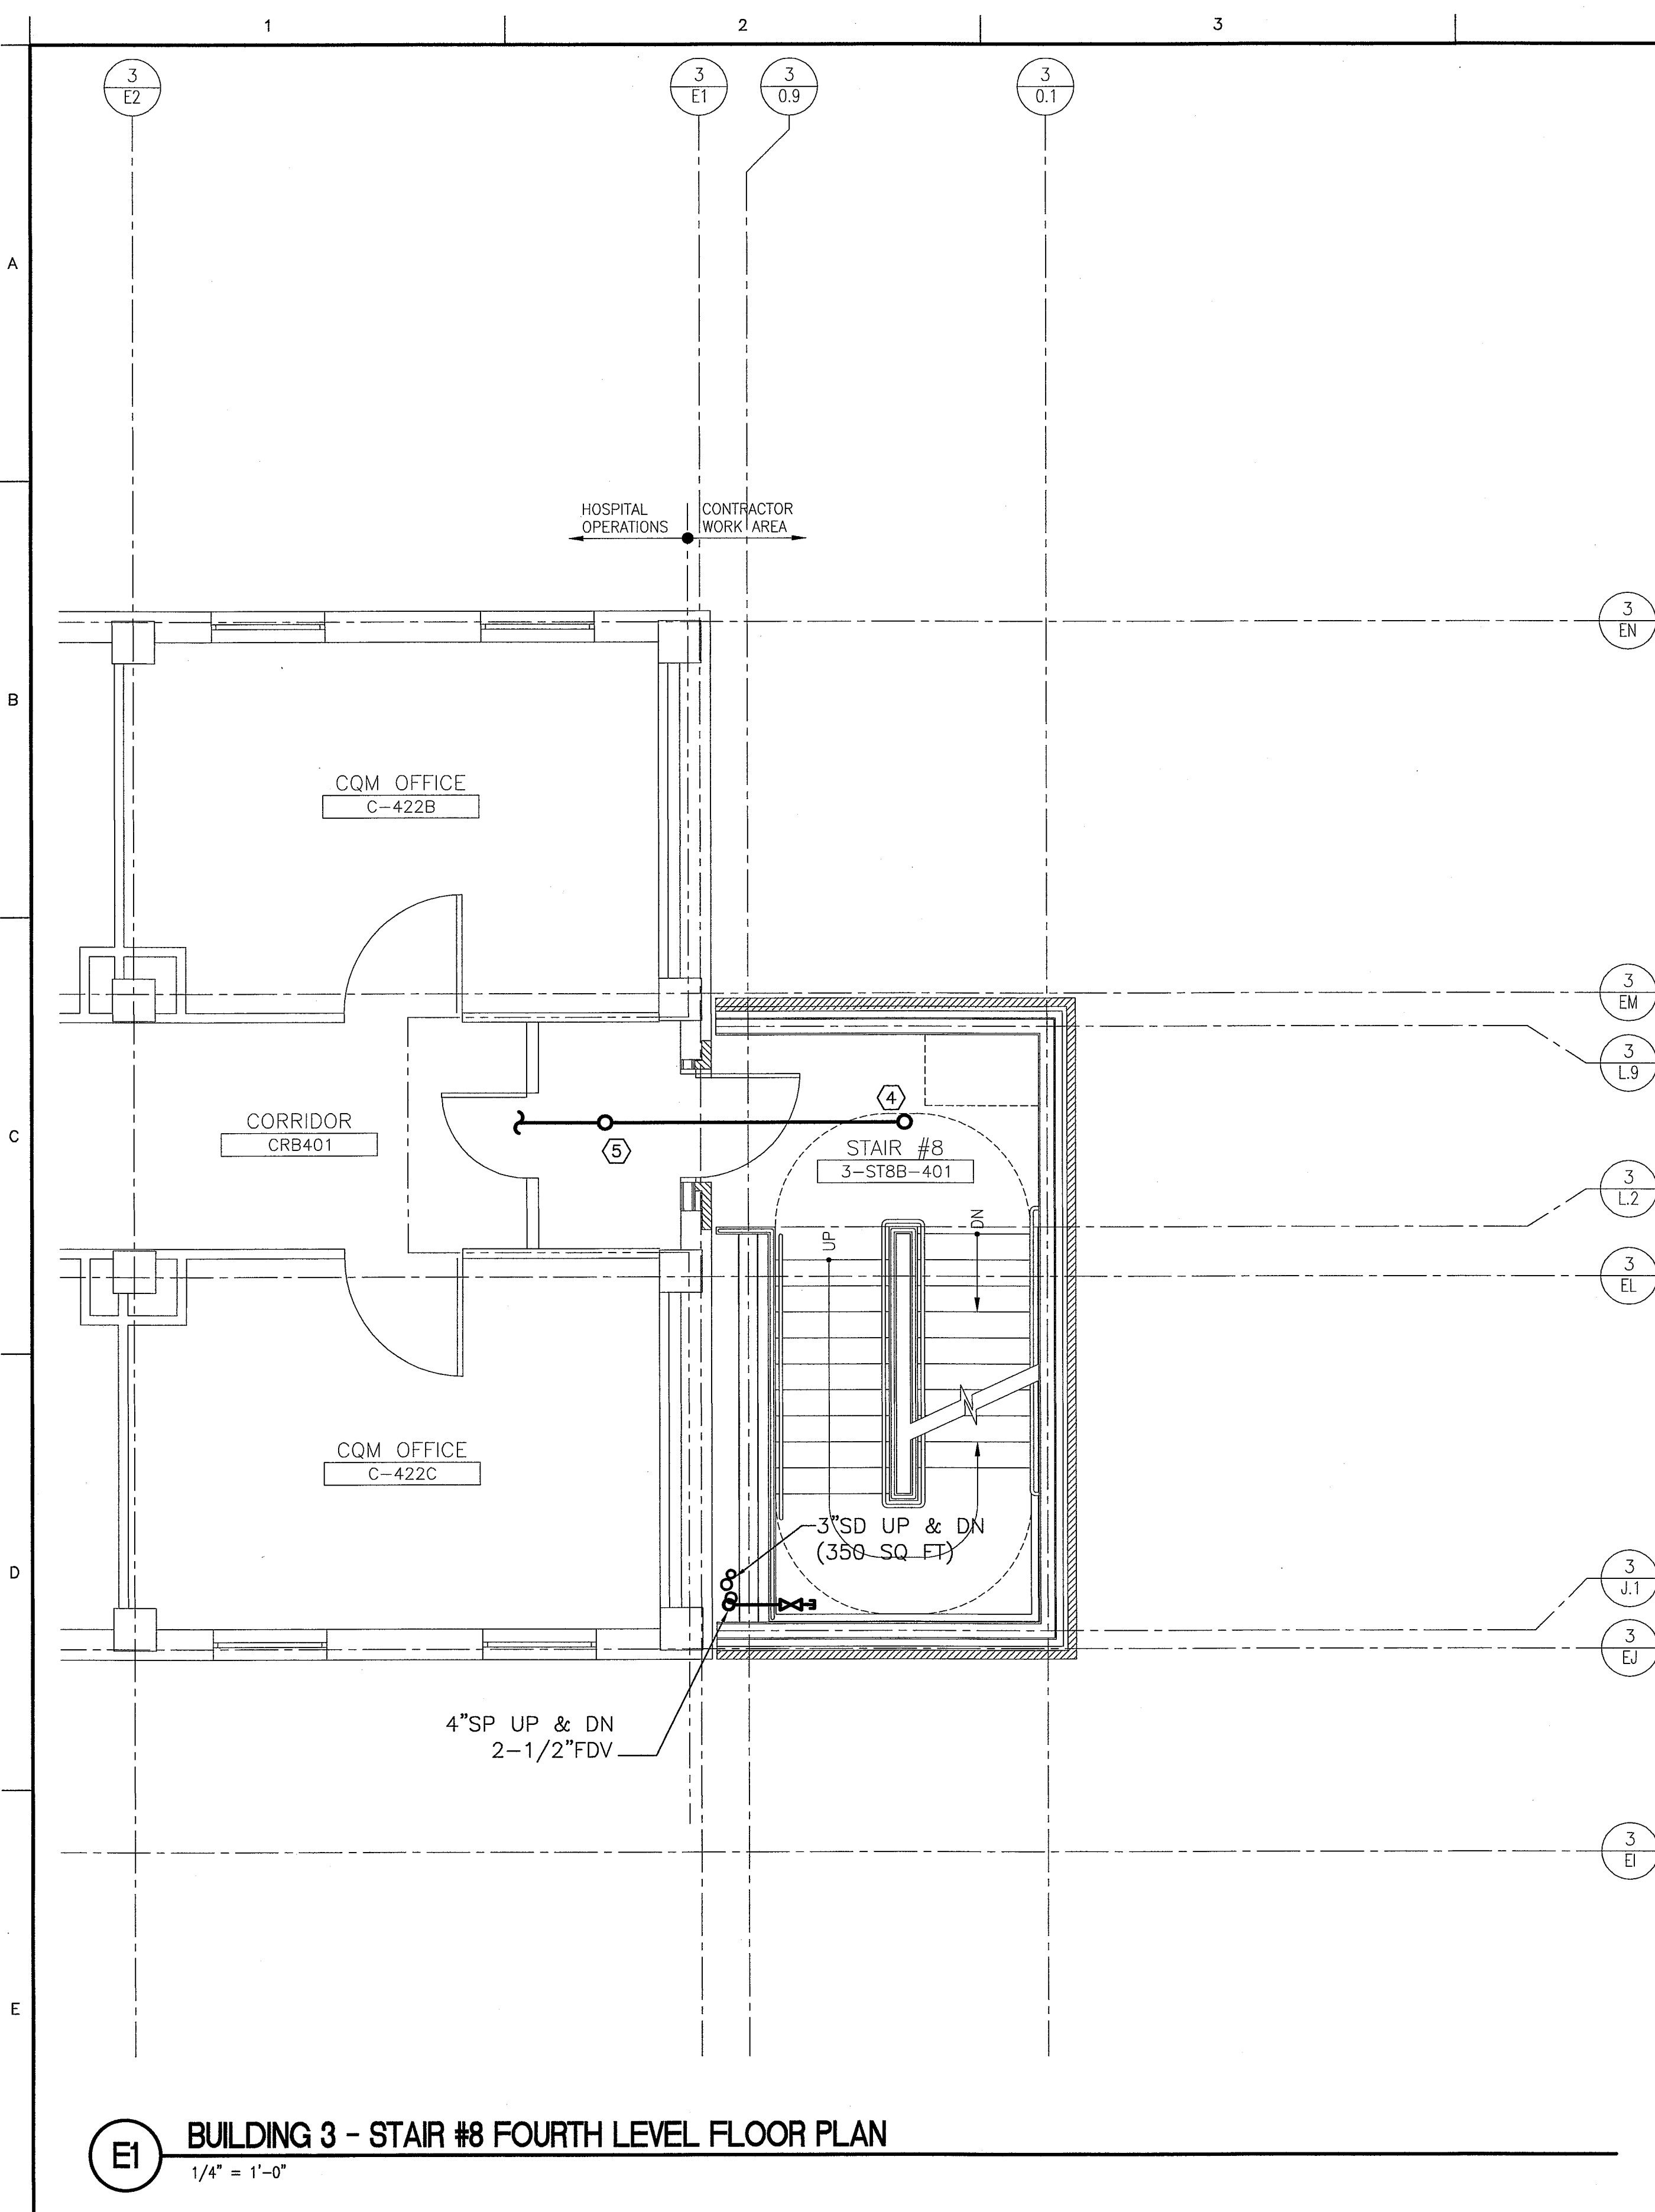 1
2
3
3
E2
3
E1
3
0.9
3
0.1
A
HOSPITAL
OPERATIONS
CONTRACTOR
WORK AREA
3
EN
B
CQM OFFICE
C-422B
3
EM
3
L.9
4
C
CORRIDOR
CRB401
5
STAIR #8
3-ST8B-401
3
L.2
UP
DN
3
EL
CQM OFFICE
C-422C
3"SD UP & DN
(350 SQ FT)
D
3
J.1
3
EJ
4"SP UP & DN
2-1/2"FDV
3
EI
E
E1
BUILDING 3 - STAIR #8 FOURTH LEVEL FLOOR PLAN
1/4" = 1'-0"